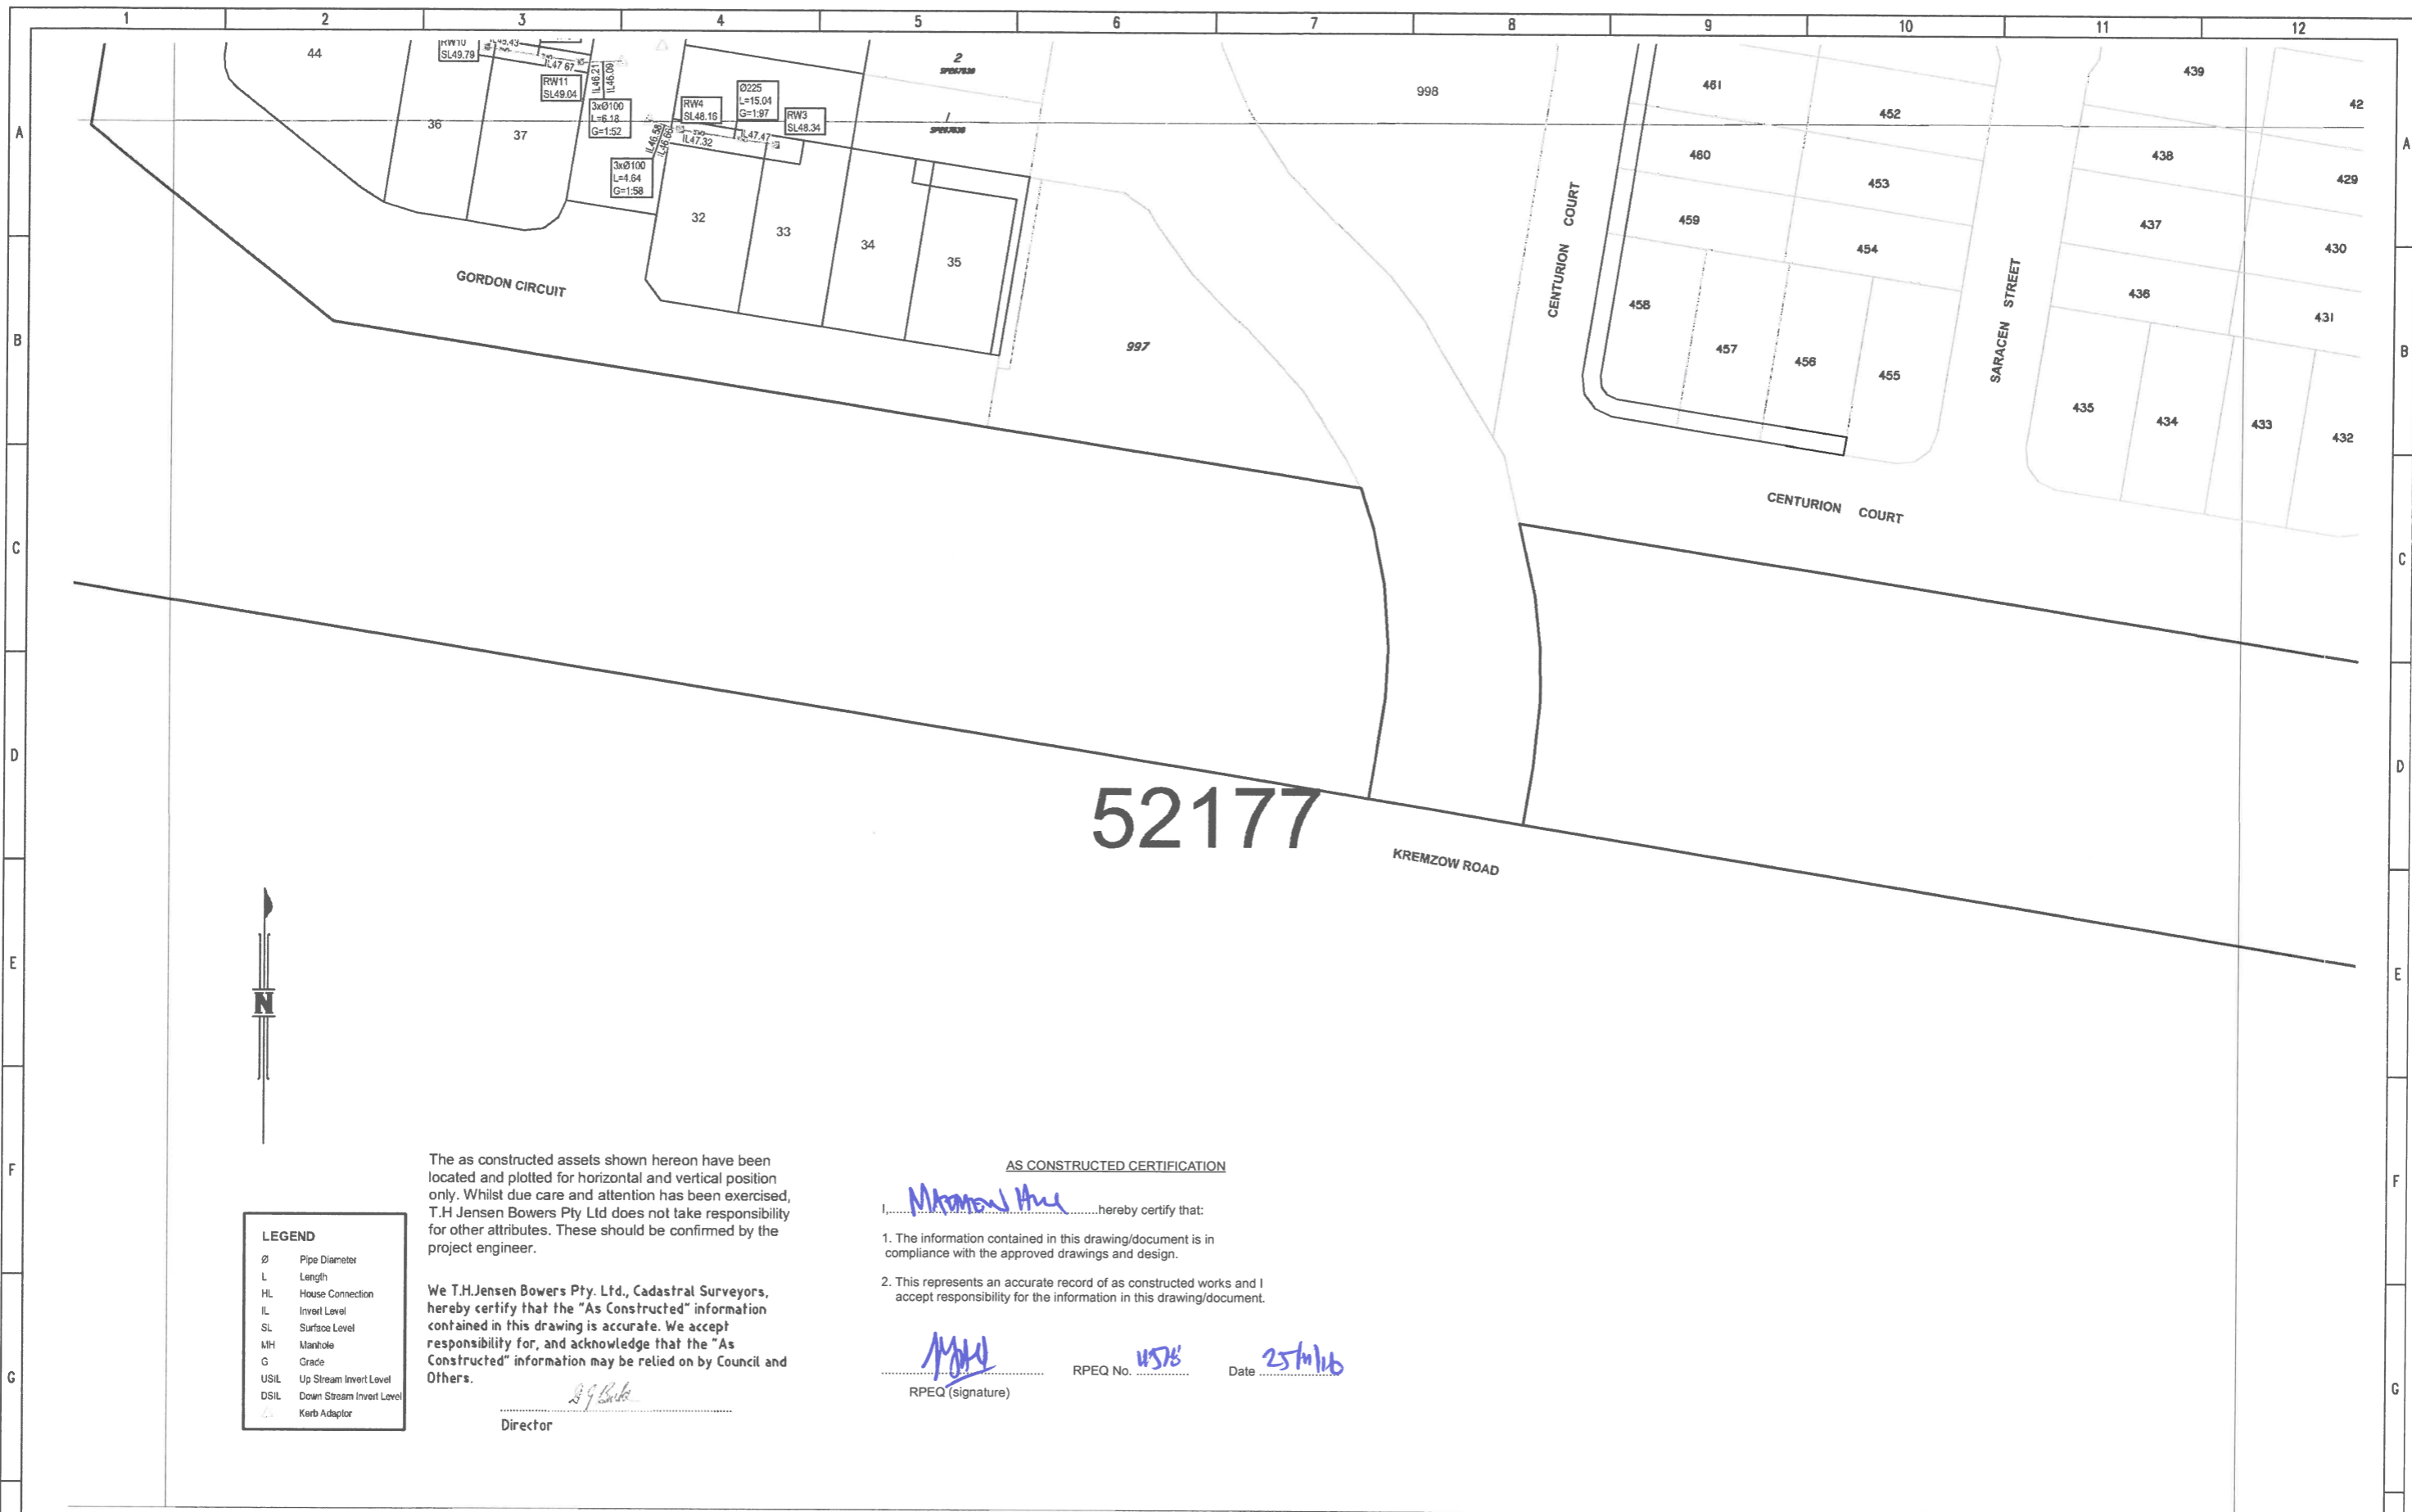 1 2 3 4 5 6 7 8 9 10 11 12
A A
B B
C C
D D
E E
F F
G G
44
RW10
SL49.79
IL47.67
RW11
SL49.04
IL46.21
IL46.09
3xØ100
L=6.18
G=1:52
36
37
RW4
SL48.16
Ø225
L=15.04
G=1:97
RW3
SL48.34
IL46.58
IL46.66
IL47.32
IL47.47
3xØ100
L=4.64
G=1:58
32
33
34
35
2
1
GORDON CIRCUIT
997
998
CENTURION COURT
461
460
459
458
457
456
455
454
453
452
SARACEN STREET
439
438
437
436
435
434
433
432
431
430
429
42
CENTURION COURT
52177
KREMZOW ROAD
N
LEGEND
Ø Pipe Diameter
L Length
HL House Connection
IL Invert Level
SL Surface Level
MH Manhole
G Grade
USIL Up Stream Invert Level
DSIL Down Stream Invert Level
Kerb Adaptor
The as constructed assets shown hereon have been
located and plotted for horizontal and vertical position
only. Whilst due care and attention has been exercised,
T.H Jensen Bowers Pty Ltd does not take responsibility
for other attributes. These should be confirmed by the
project engineer.
We T.H.Jensen Bowers Pty. Ltd., Cadastral Surveyors,
hereby certify that the "As Constructed" information
contained in this drawing is accurate. We accept
responsibility for, and acknowledge that the "As
Constructed" information may be relied on by Council and
Others.
Director
AS CONSTRUCTED CERTIFICATION
I, hereby certify that:
1. The information contained in this drawing/document is in
compliance with the approved drawings and design.
2. This represents an accurate record of as constructed works and I
accept responsibility for the information in this drawing/document.
RPEQ No. Date
RPEQ (signature)